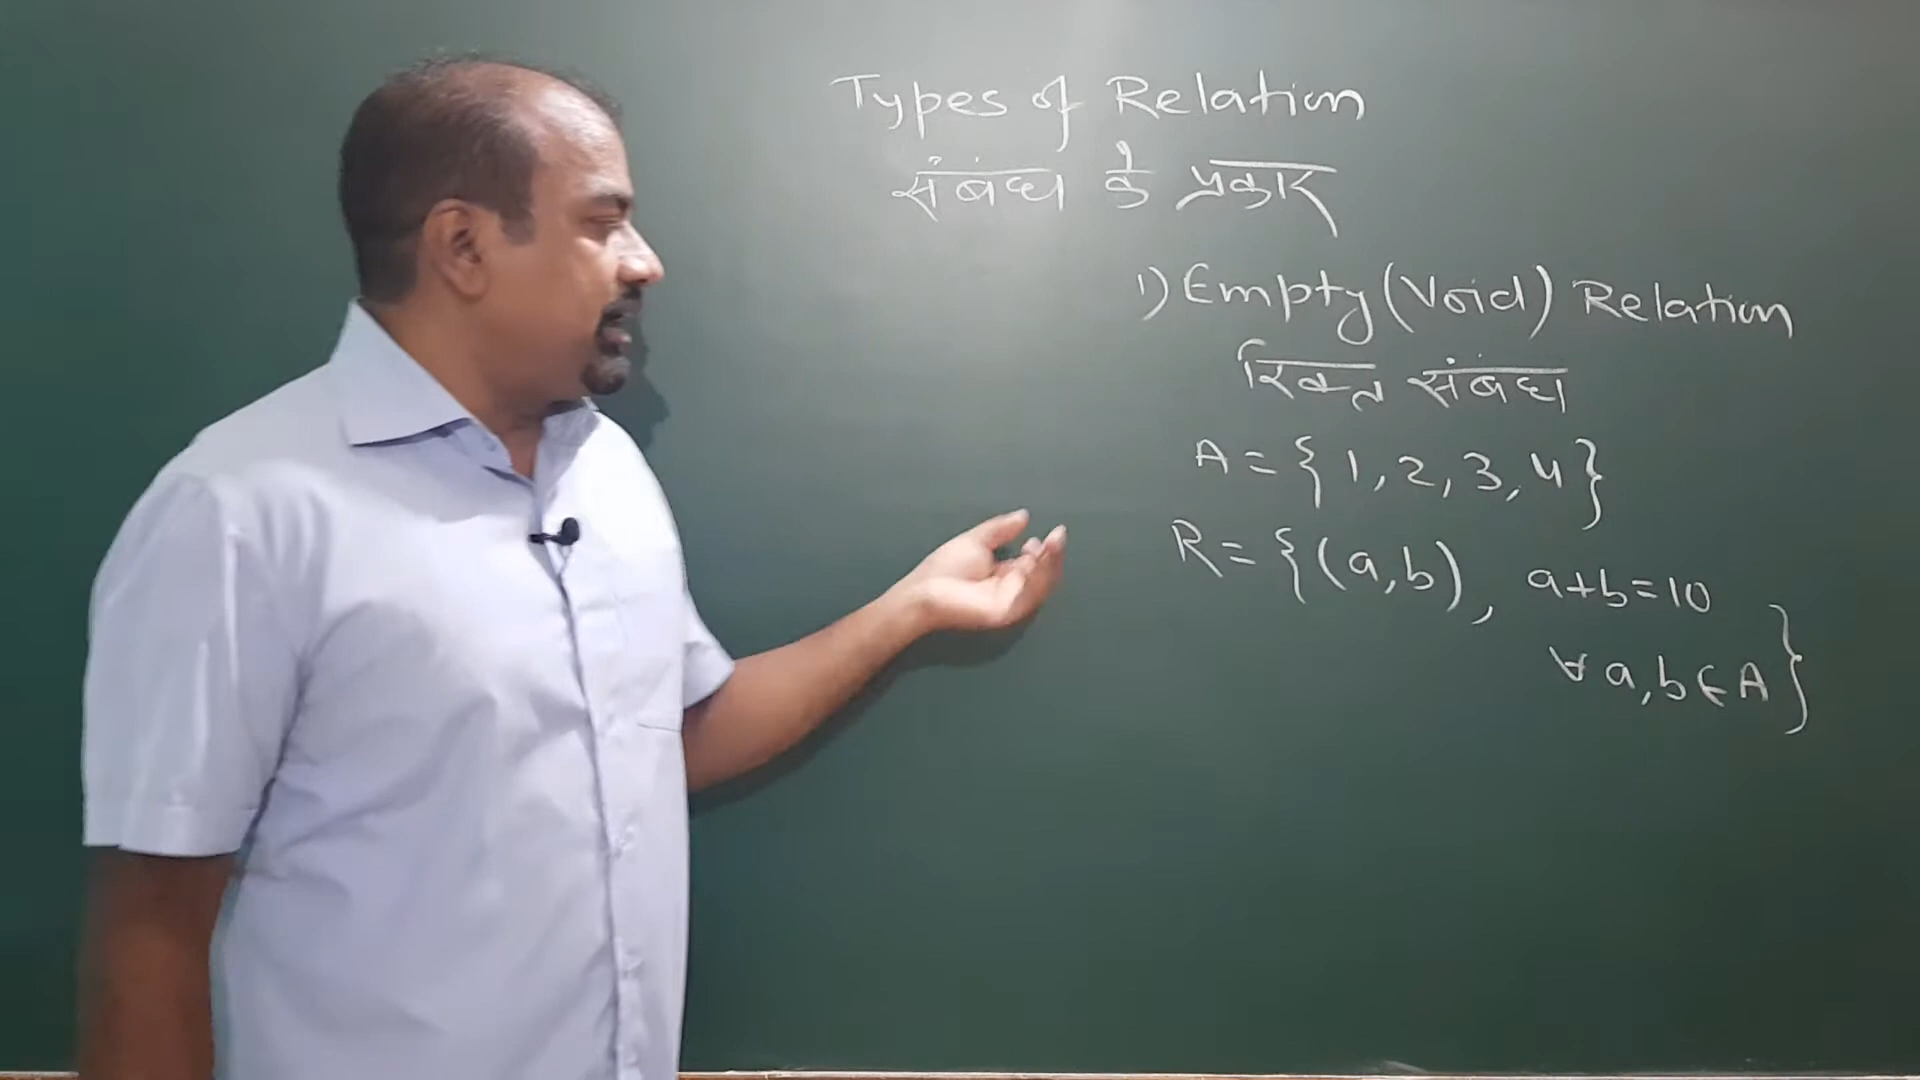 Types of Relation
संबंध के प्रकार
1) Empty (Void) Relation
रिक्त संबंध
A = {1, 2, 3, 4}
R = {(a, b), a+b=10
∀ a, b ∈ A}